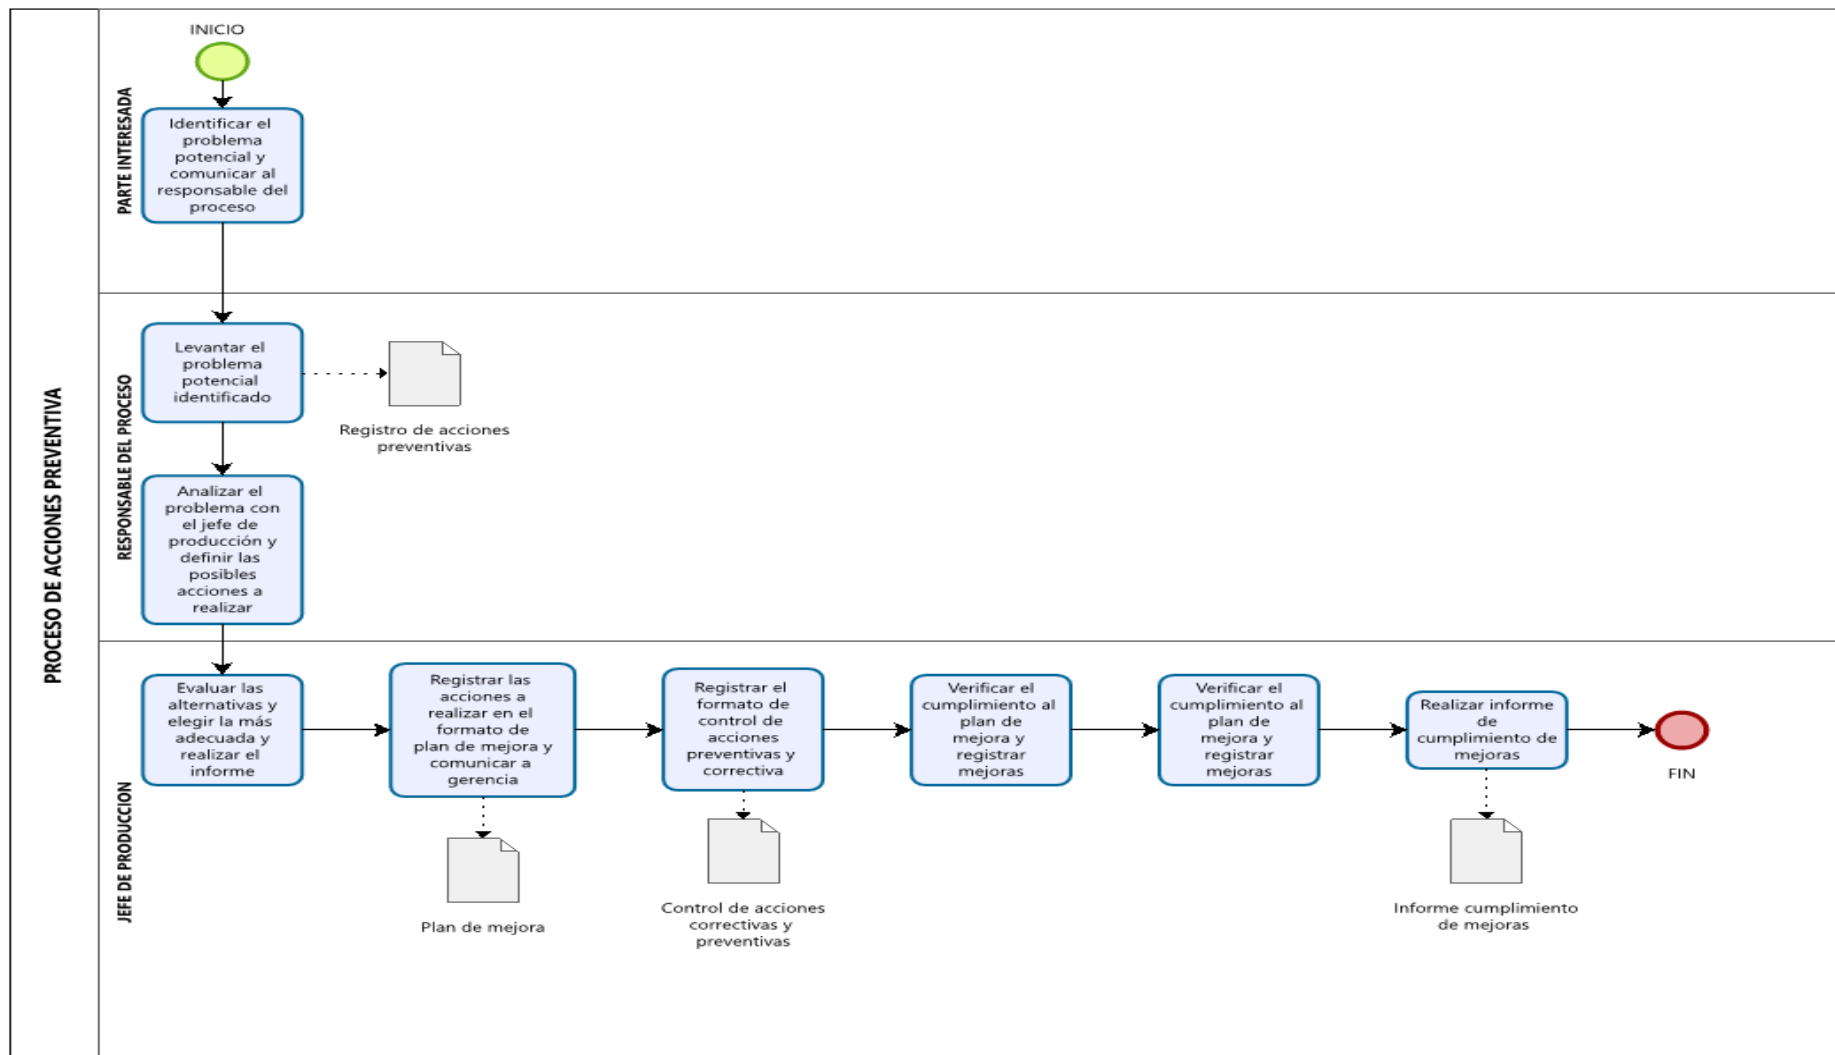 PROCESO DE ACCIONES PREVENTIVA
PARTE INTERESADA
INICIO
Identificar el
problema
potencial y
comunicar al
responsable del
proceso
RESPONSABLE DEL PROCESO
Levantar el
problema
potencial
identificado
Registro de acciones
preventivas
Analizar el
problema con
el jefe de
producción y
definir las
posibles
acciones a
realizar
JEFE DE PRODUCCION
Evaluar las
alternativas y
elegir la más
adecuada y
realizar el
informe
Registrar las
acciones a
realizar en el
formato de
plan de mejora y
comunicar a
gerencia
Plan de mejora
Registrar el
formato de
control de
acciones
preventivas y
correctiva
Control de acciones
correctivas y
preventivas
Verificar el
cumplimiento al
plan de
mejora y
registrar
mejoras
Verificar el
cumplimiento al
plan de
mejora y
registrar
mejoras
Realizar informe
de
cumplimiento de
mejoras
Informe cumplimiento
de mejoras
FIN